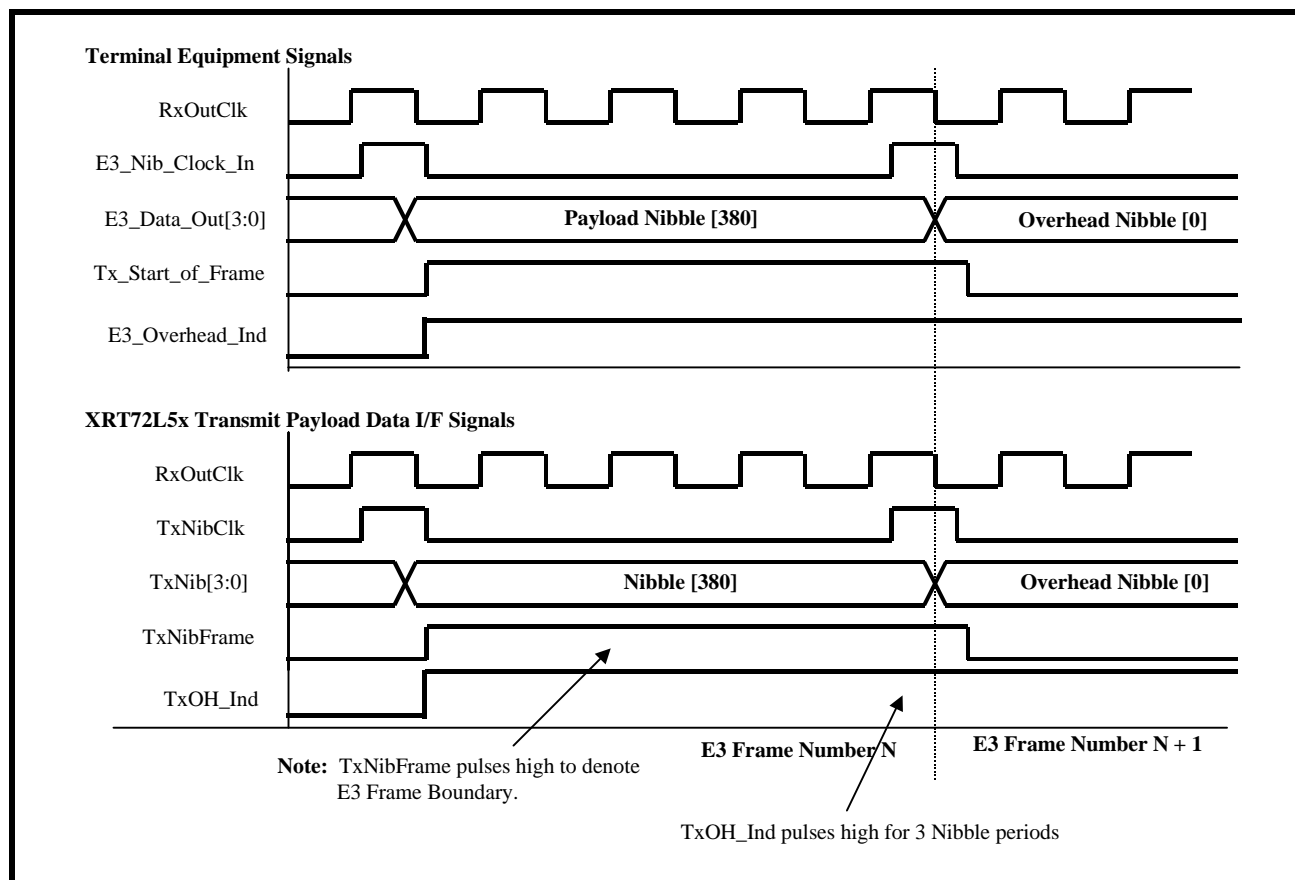 Terminal Equipment Signals
RxOutClk
E3_Nib_Clock_In
E3_Data_Out[3:0]
Payload Nibble [380]
Overhead Nibble [0]
Tx_Start_of_Frame
E3_Overhead_Ind
XRT72L5x Transmit Payload Data I/F Signals
RxOutClk
TxNibClk
TxNib[3:0]
Nibble [380]
Overhead Nibble [0]
TxNibFrame
TxOH_Ind
E3 Frame Number N
E3 Frame Number N + 1
Note: TxNibFrame pulses high to denote
E3 Frame Boundary.
TxOH_Ind pulses high for 3 Nibble periods